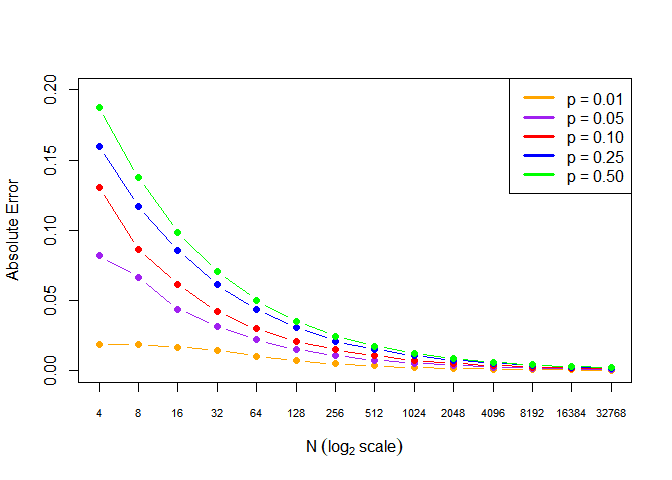 0.20
0.15
0.10
0.05
0.00
Absolute Error
p = 0.01
p = 0.05
p = 0.10
p = 0.25
p = 0.50
4 8 16 32 64 128 256 512 1024 2048 4096 8192 16384 32768
N (log₂ scale)